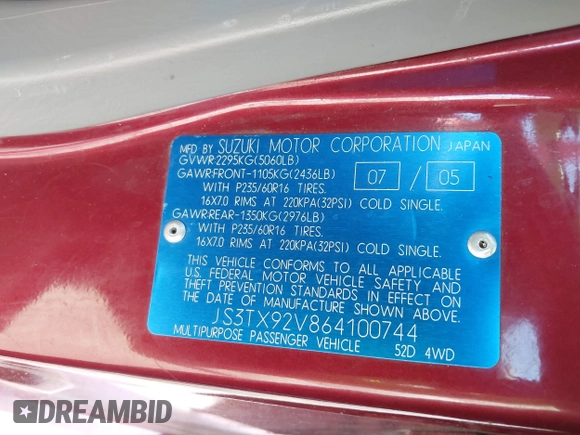 MFD BY SUZUKI MOTOR CORPORATION JAPAN
GVWR:2295KG(5060LB)
GAWR:FRONT-1105KG(2436LB) 07 / 05
WITH P235/60R16 TIRES.
16X7.0 RIMS AT 220KPA(32PSI) COLD SINGLE.
GAWR:REAR-1350KG(2976LB)
WITH P235/60R16 TIRES.
16X7.0 RIMS AT 220KPA(32PSI) COLD SINGLE.
THIS VEHICLE CONFORMS TO ALL APPLICABLE
U.S. FEDERAL MOTOR VEHICLE SAFETY AND
THEFT PREVENTION STANDARDS IN EFFECT ON
THE DATE OF MANUFACTURE SHOWN ABOVE.
JS3TX92V864100744
MULTIPURPOSE PASSENGER VEHICLE 52D 4WD
DREAMBID